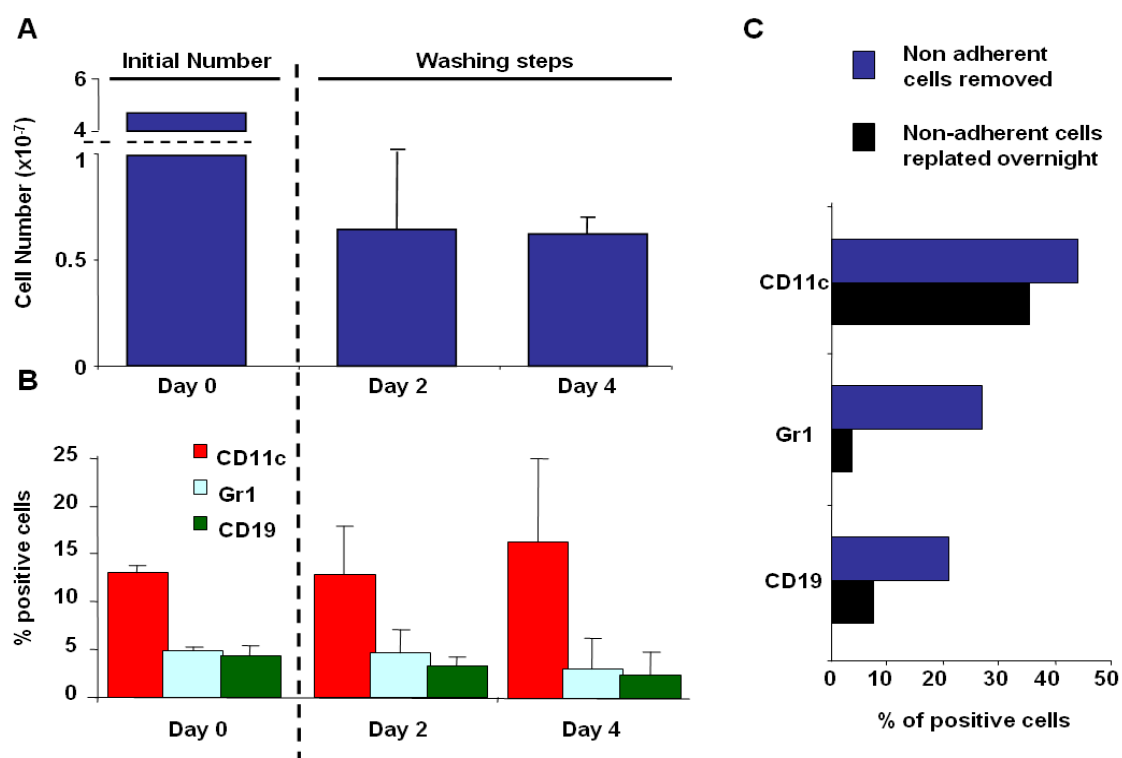 A
Initial Number
Washing steps
Cell Number (x10-7)
6
4
1
0.5
0
Day 0
Day 2
Day 4
B
% positive cells
25
20
15
10
5
0
CD11c
Gr1
CD19
Day 0
Day 2
Day 4
C
Non adherent
cells removed
Non-adherent cells
replated overnight
CD11c
Gr1
CD19
0 10 20 30 40 50
% of positive cells